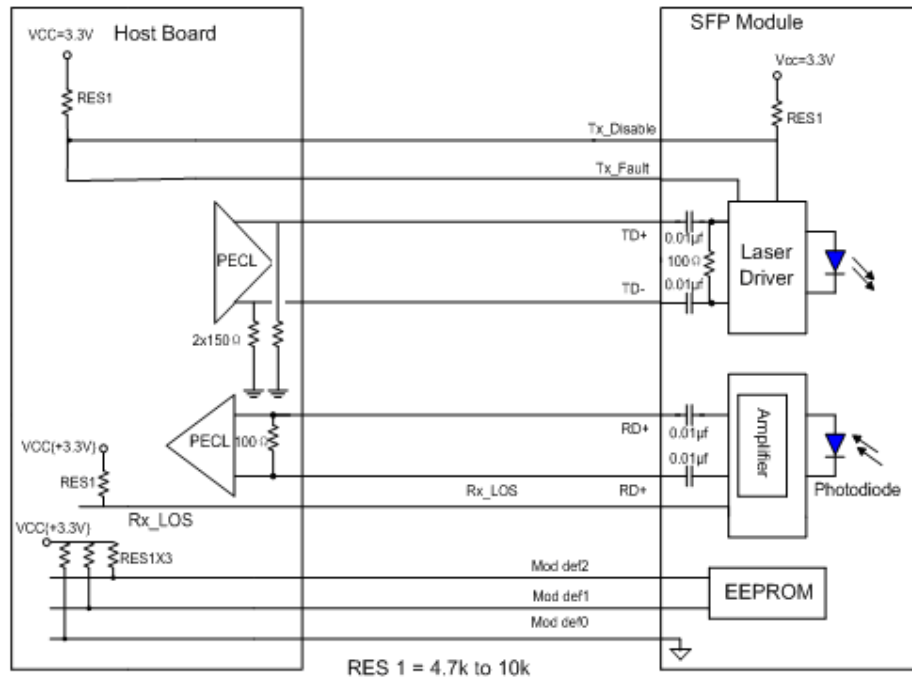 Host Board
SFP Module
VCC=3.3V
Vcc=3.3V
RES1
RES1
Tx_Disable
Tx_Fault
PECL
TD+
0.01µf
100Ω
0.01µf
TD-
Laser
Driver
2x150Ω
PECL
100Ω
RD+
0.01µf
0.01µf
RD+
Amplifier
Photodiode
VCC(+3.3V)
RES1
Rx_LOS
Rx_LOS
VCC(+3.3V)
RES1X3
Mod def2
Mod def1
Mod def0
EEPROM
RES 1 = 4.7k to 10k